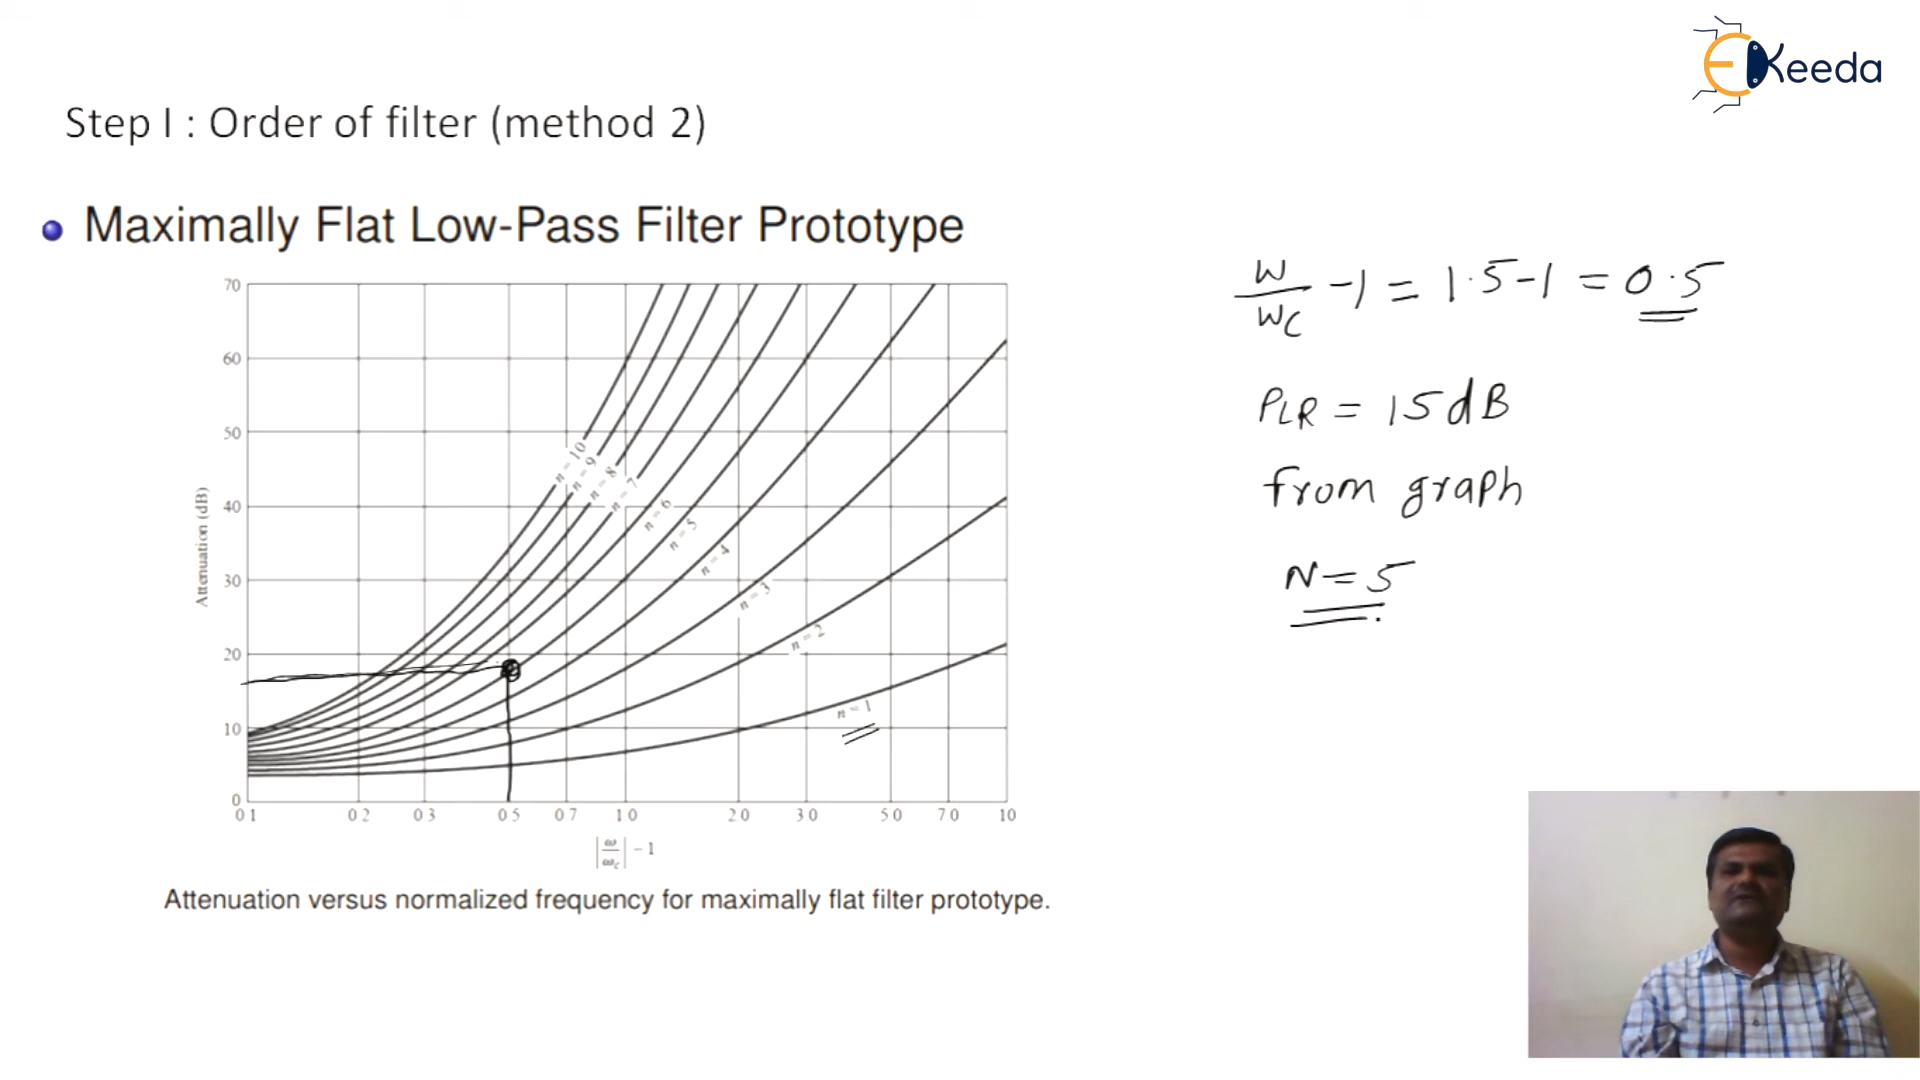 EKeeda
Step I : Order of filter (method 2)
Maximally Flat Low-Pass Filter Prototype
70
60
50
40
30
20
10
0
Attenuation (dB)
n = 10
n = 9
n = 8
n = 7
n = 6
n = 5
n = 4
n = 3
n = 2
n = 1
0.1 0.2 0.3 0.5 0.7 1.0 2.0 3.0 5.0 7.0 10
|ω/ωc| − 1
Attenuation versus normalized frequency for maximally flat filter prototype.
W/Wc -1 = 1.5-1 = 0.5
PLR = 15dB
from graph
N=5